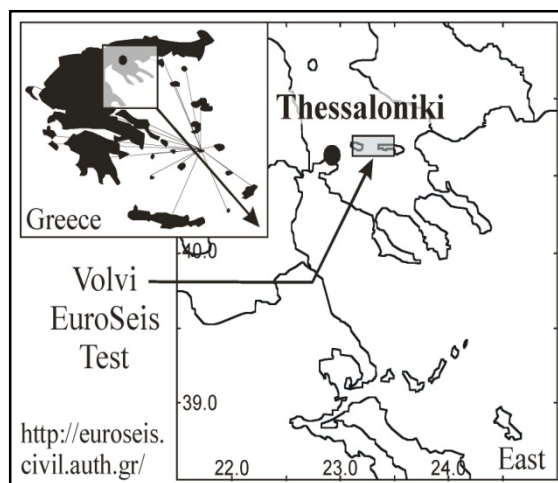 Thessaloniki
Greece
40.0
Volvi
EuroSeis
Test
39.0
http://euroseis.
civil.auth.gr/
East
22.0 23.0 24.0